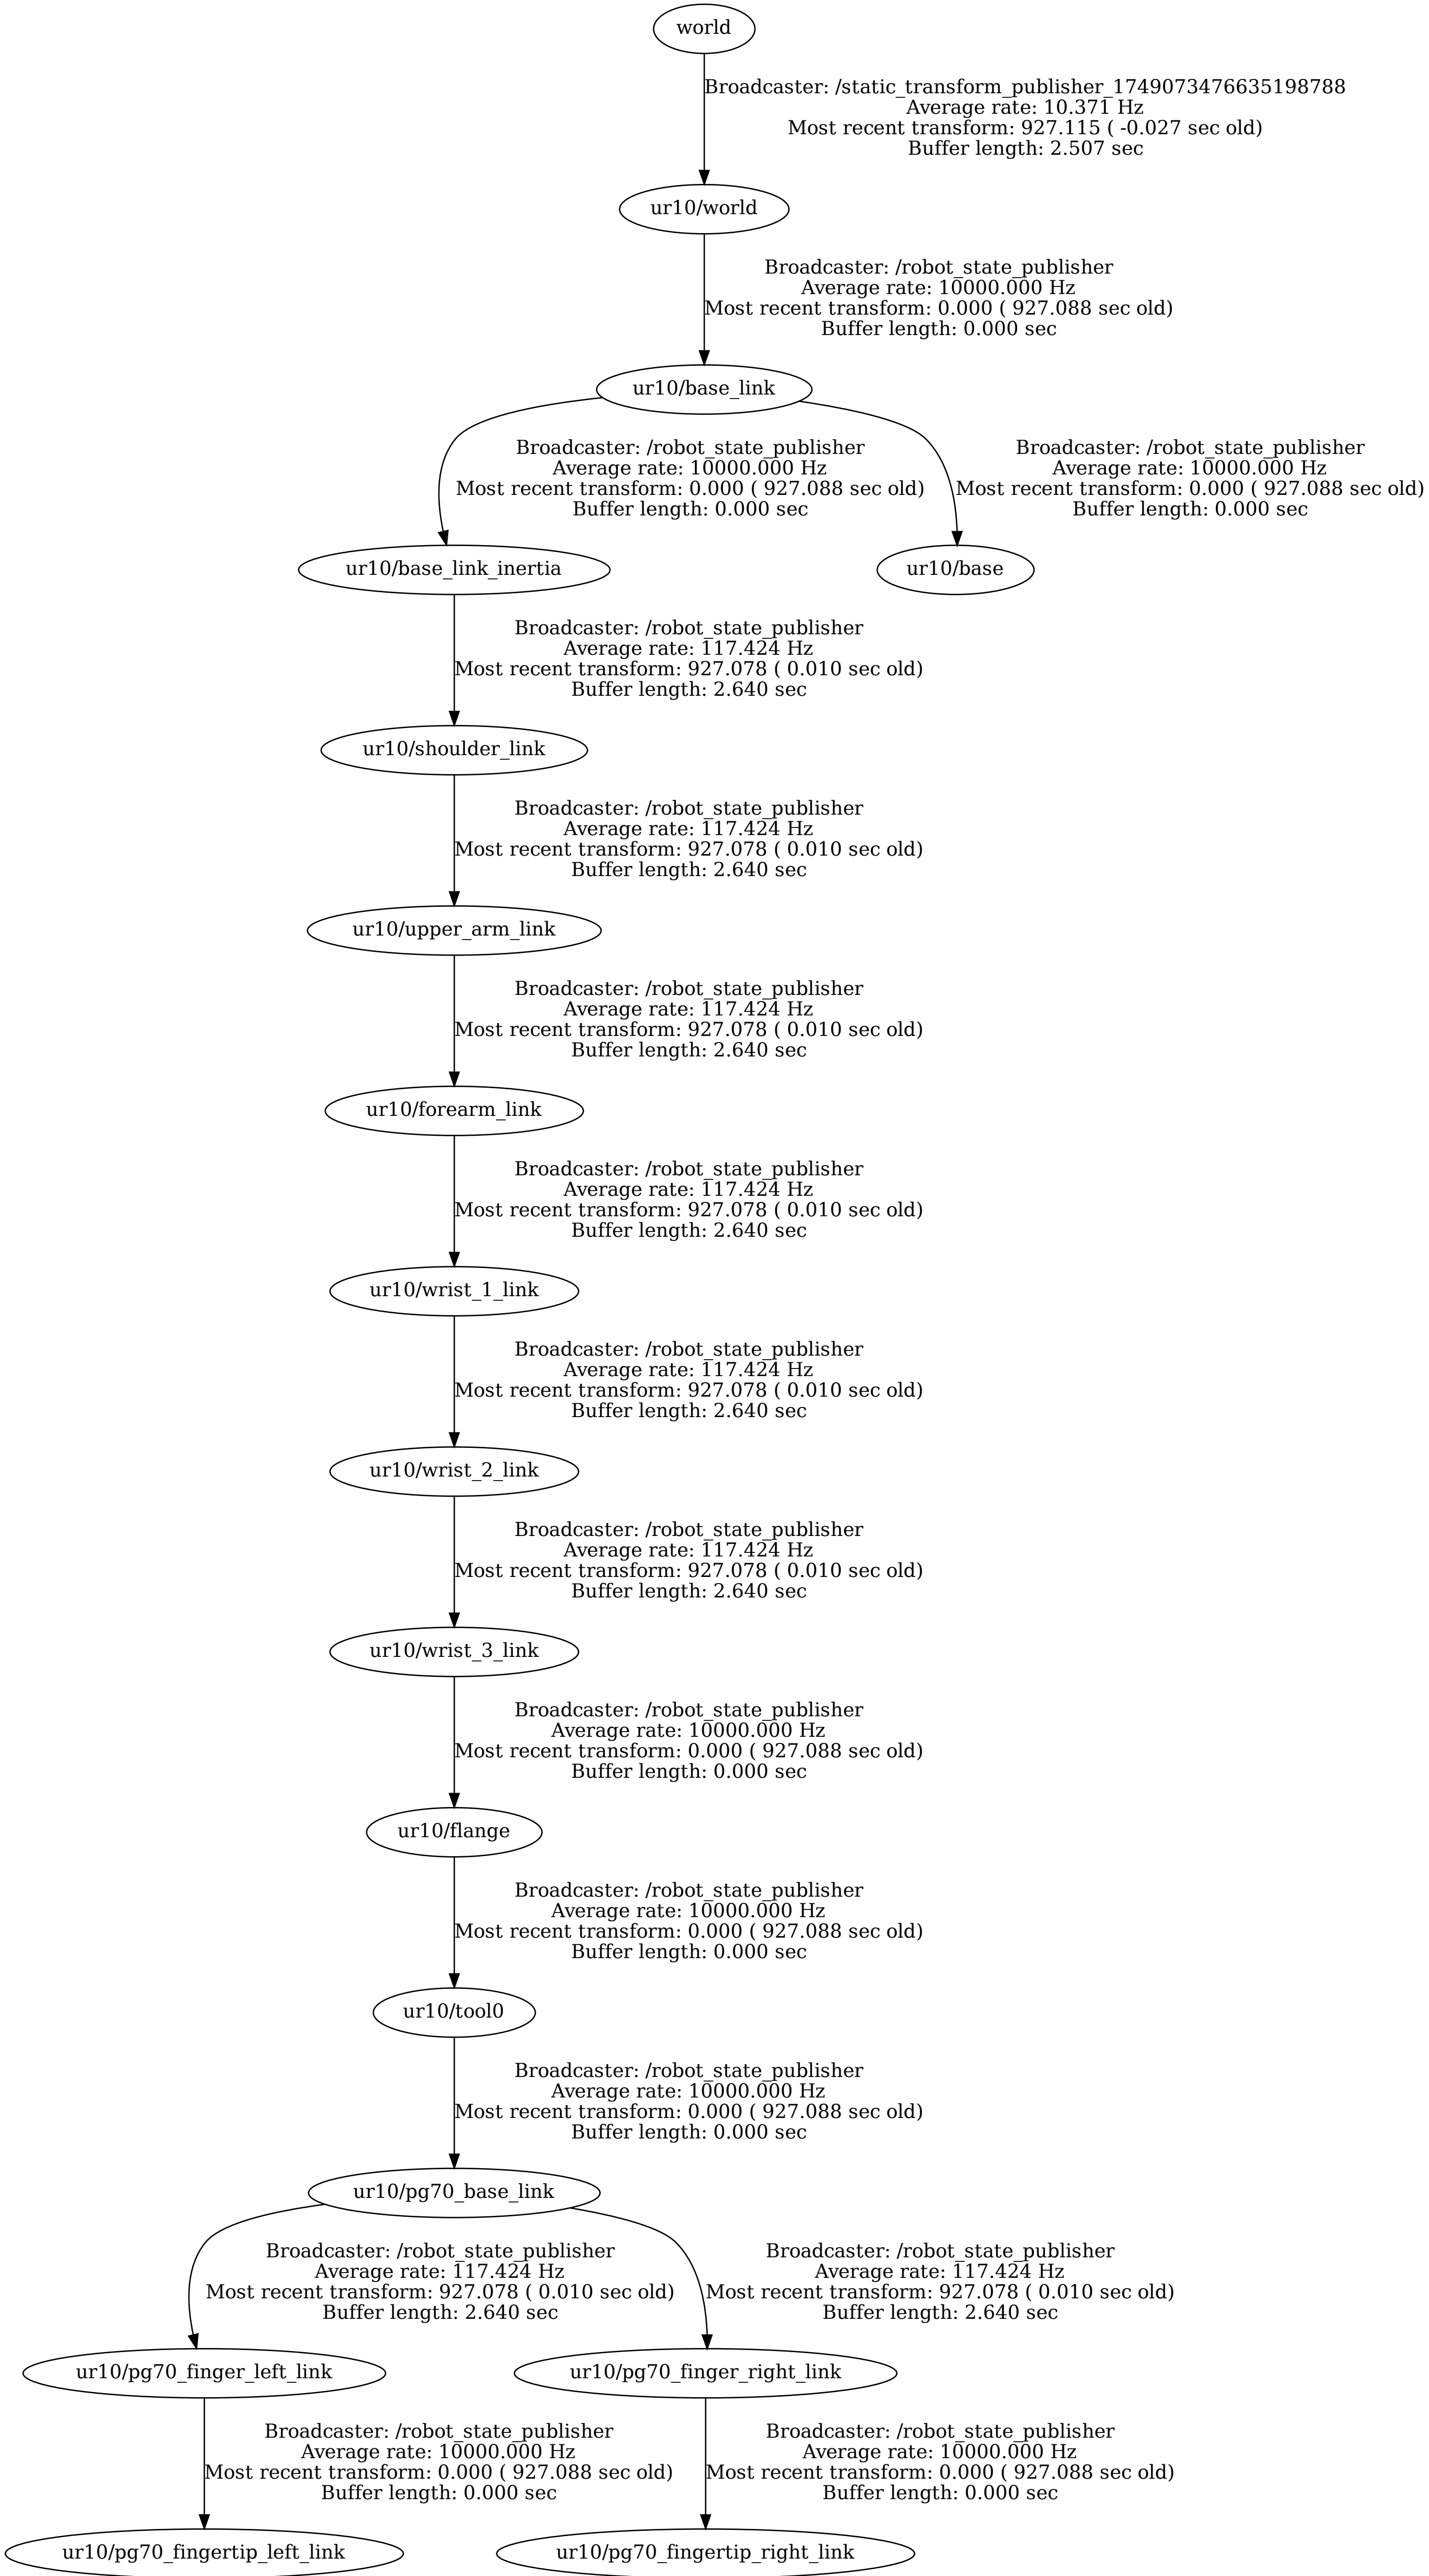 world
Broadcaster: /static_transform_publisher_1749073476635198788
Average rate: 10.371 Hz
Most recent transform: 927.115 ( -0.027 sec old)
Buffer length: 2.507 sec
ur10/world
Broadcaster: /robot_state_publisher
Average rate: 10000.000 Hz
Most recent transform: 0.000 ( 927.088 sec old)
Buffer length: 0.000 sec
ur10/base_link
Broadcaster: /robot_state_publisher
Average rate: 10000.000 Hz
Most recent transform: 0.000 ( 927.088 sec old)
Buffer length: 0.000 sec
Broadcaster: /robot_state_publisher
Average rate: 10000.000 Hz
Most recent transform: 0.000 ( 927.088 sec old)
Buffer length: 0.000 sec
ur10/base_link_inertia
ur10/base
Broadcaster: /robot_state_publisher
Average rate: 117.424 Hz
Most recent transform: 927.078 ( 0.010 sec old)
Buffer length: 2.640 sec
ur10/shoulder_link
Broadcaster: /robot_state_publisher
Average rate: 117.424 Hz
Most recent transform: 927.078 ( 0.010 sec old)
Buffer length: 2.640 sec
ur10/upper_arm_link
Broadcaster: /robot_state_publisher
Average rate: 117.424 Hz
Most recent transform: 927.078 ( 0.010 sec old)
Buffer length: 2.640 sec
ur10/forearm_link
Broadcaster: /robot_state_publisher
Average rate: 117.424 Hz
Most recent transform: 927.078 ( 0.010 sec old)
Buffer length: 2.640 sec
ur10/wrist_1_link
Broadcaster: /robot_state_publisher
Average rate: 117.424 Hz
Most recent transform: 927.078 ( 0.010 sec old)
Buffer length: 2.640 sec
ur10/wrist_2_link
Broadcaster: /robot_state_publisher
Average rate: 117.424 Hz
Most recent transform: 927.078 ( 0.010 sec old)
Buffer length: 2.640 sec
ur10/wrist_3_link
Broadcaster: /robot_state_publisher
Average rate: 10000.000 Hz
Most recent transform: 0.000 ( 927.088 sec old)
Buffer length: 0.000 sec
ur10/flange
Broadcaster: /robot_state_publisher
Average rate: 10000.000 Hz
Most recent transform: 0.000 ( 927.088 sec old)
Buffer length: 0.000 sec
ur10/tool0
Broadcaster: /robot_state_publisher
Average rate: 10000.000 Hz
Most recent transform: 0.000 ( 927.088 sec old)
Buffer length: 0.000 sec
ur10/pg70_base_link
Broadcaster: /robot_state_publisher
Average rate: 117.424 Hz
Most recent transform: 927.078 ( 0.010 sec old)
Buffer length: 2.640 sec
Broadcaster: /robot_state_publisher
Average rate: 117.424 Hz
Most recent transform: 927.078 ( 0.010 sec old)
Buffer length: 2.640 sec
ur10/pg70_finger_left_link
ur10/pg70_finger_right_link
Broadcaster: /robot_state_publisher
Average rate: 10000.000 Hz
Most recent transform: 0.000 ( 927.088 sec old)
Buffer length: 0.000 sec
Broadcaster: /robot_state_publisher
Average rate: 10000.000 Hz
Most recent transform: 0.000 ( 927.088 sec old)
Buffer length: 0.000 sec
ur10/pg70_fingertip_left_link
ur10/pg70_fingertip_right_link